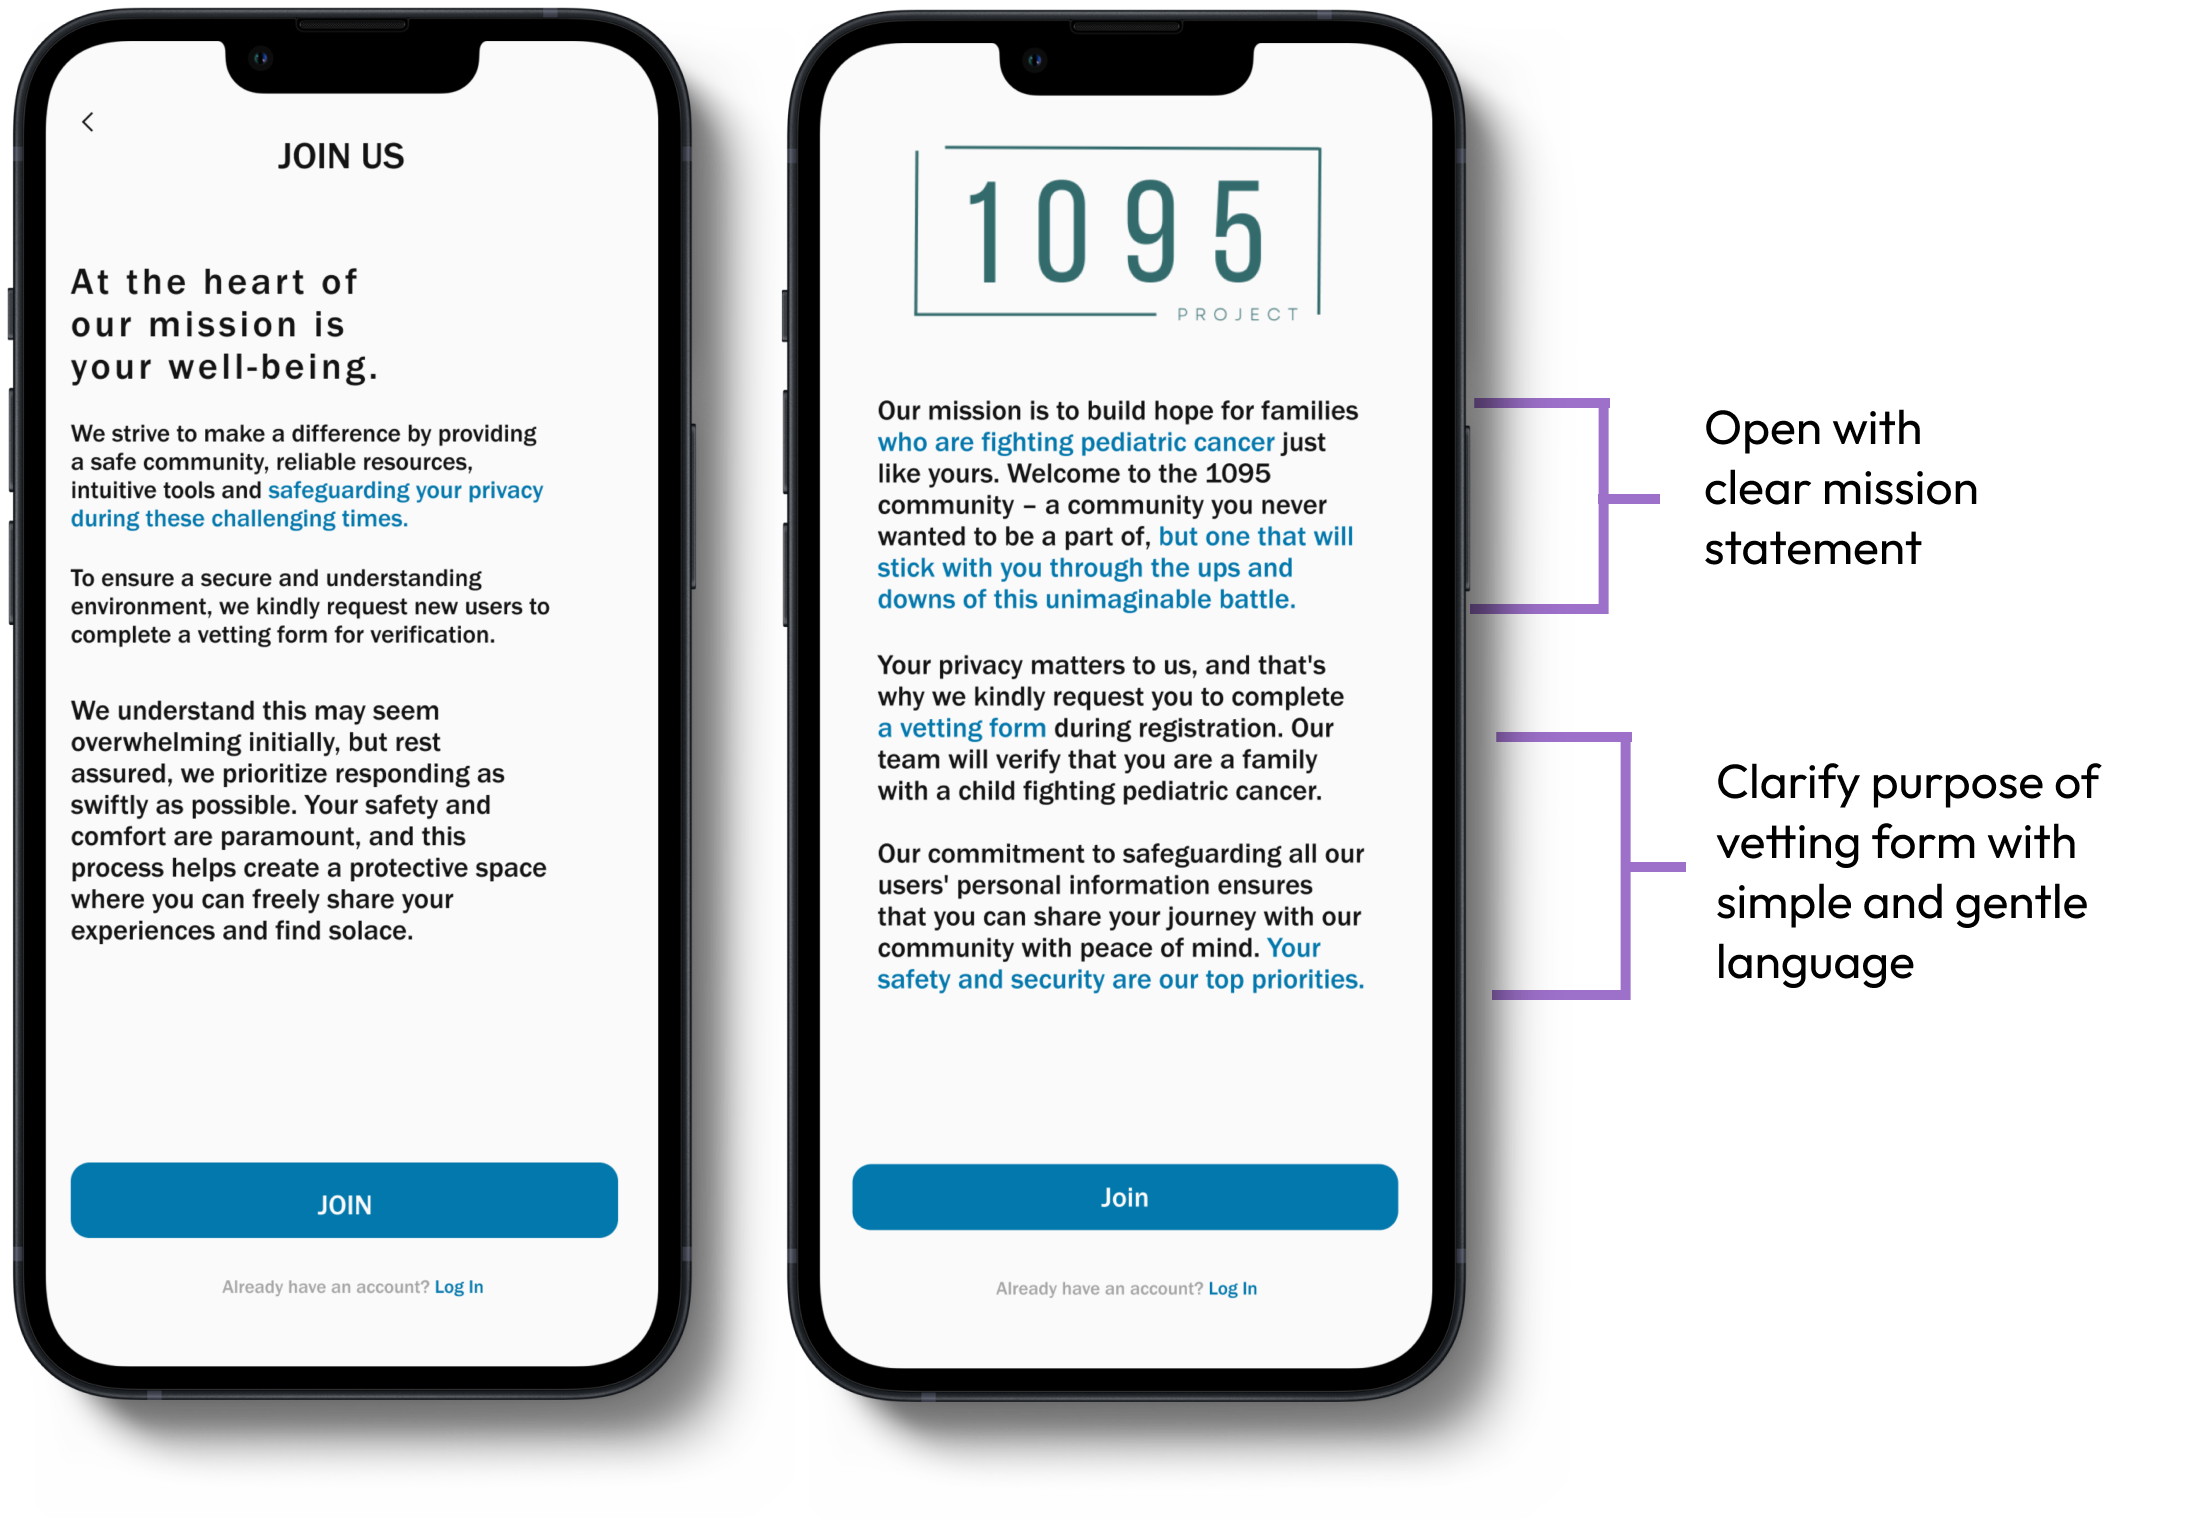 JOIN US
At the heart of
our mission is
your well-being.
We strive to make a difference by providing
a safe community, reliable resources,
intuitive tools and safeguarding your privacy
during these challenging times.
To ensure a secure and understanding
environment, we kindly request new users to
complete a vetting form for verification.
We understand this may seem
overwhelming initially, but rest
assured, we prioritize responding as
swiftly as possible. Your safety and
comfort are paramount, and this
process helps create a protective space
where you can freely share your
experiences and find solace.
JOIN
Already have an account? Log In
1095
PROJECT
Our mission is to build hope for families
who are fighting pediatric cancer just
like yours. Welcome to the 1095
community – a community you never
wanted to be a part of, but one that will
stick with you through the ups and
downs of this unimaginable battle.
Your privacy matters to us, and that's
why we kindly request you to complete
a vetting form during registration. Our
team will verify that you are a family
with a child fighting pediatric cancer.
Our commitment to safeguarding all our
users' personal information ensures
that you can share your journey with our
community with peace of mind. Your
safety and security are our top priorities.
Join
Already have an account? Log In
Open with
clear mission
statement
Clarify purpose of
vetting form with
simple and gentle
language